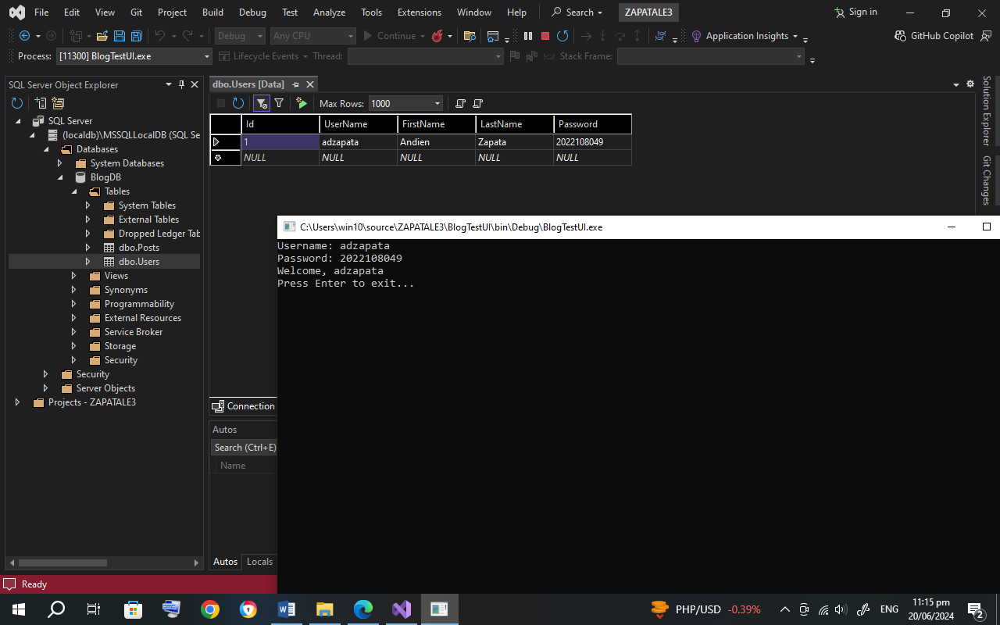 File Edit View Git Project Build Debug Test Analyze Tools Extensions Window Help Search ZAPATALE3 Sign in
Debug Any CPU Continue Application Insights GitHub Copilot
Process: [11300] BlogTestUI.exe Lifecycle Events Thread: Stack Frame:
SQL Server Object Explorer
SQL Server
(localdb)\MSSQLLocalDB (SQL Se
Databases
System Databases
BlogDB
Tables
System Tables
External Tables
Dropped Ledger Tab
dbo.Posts
dbo.Users
Views
Synonyms
Programmability
External Resources
Service Broker
Storage
Security
Security
Server Objects
Projects - ZAPATALE3
dbo.Users [Data]
Max Rows: 1000
Id UserName FirstName LastName Password
1 adzapata Andien Zapata 2022108049
NULL NULL NULL NULL NULL
Solution Explorer
Git Changes
C:\Users\win10\source\ZAPATALE3\BlogTestUI\bin\Debug\BlogTestUI.exe
Username: adzapata
Password: 2022108049
Welcome, adzapata
Press Enter to exit...
Connection
Autos
Search (Ctrl+E)
Name
Autos Locals
Ready
PHP/USD -0.39% ENG 11:15 pm
20/06/2024
2